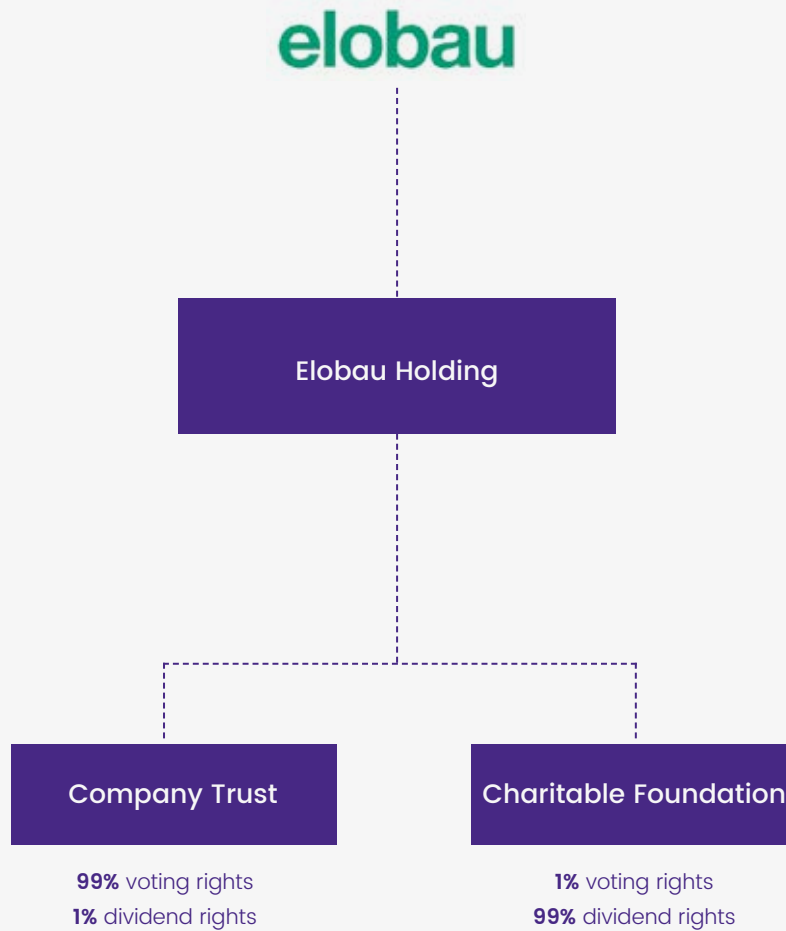 elobau
Elobau Holding
Company Trust
Charitable Foundation
99% voting rights
1% dividend rights
1% voting rights
99% dividend rights